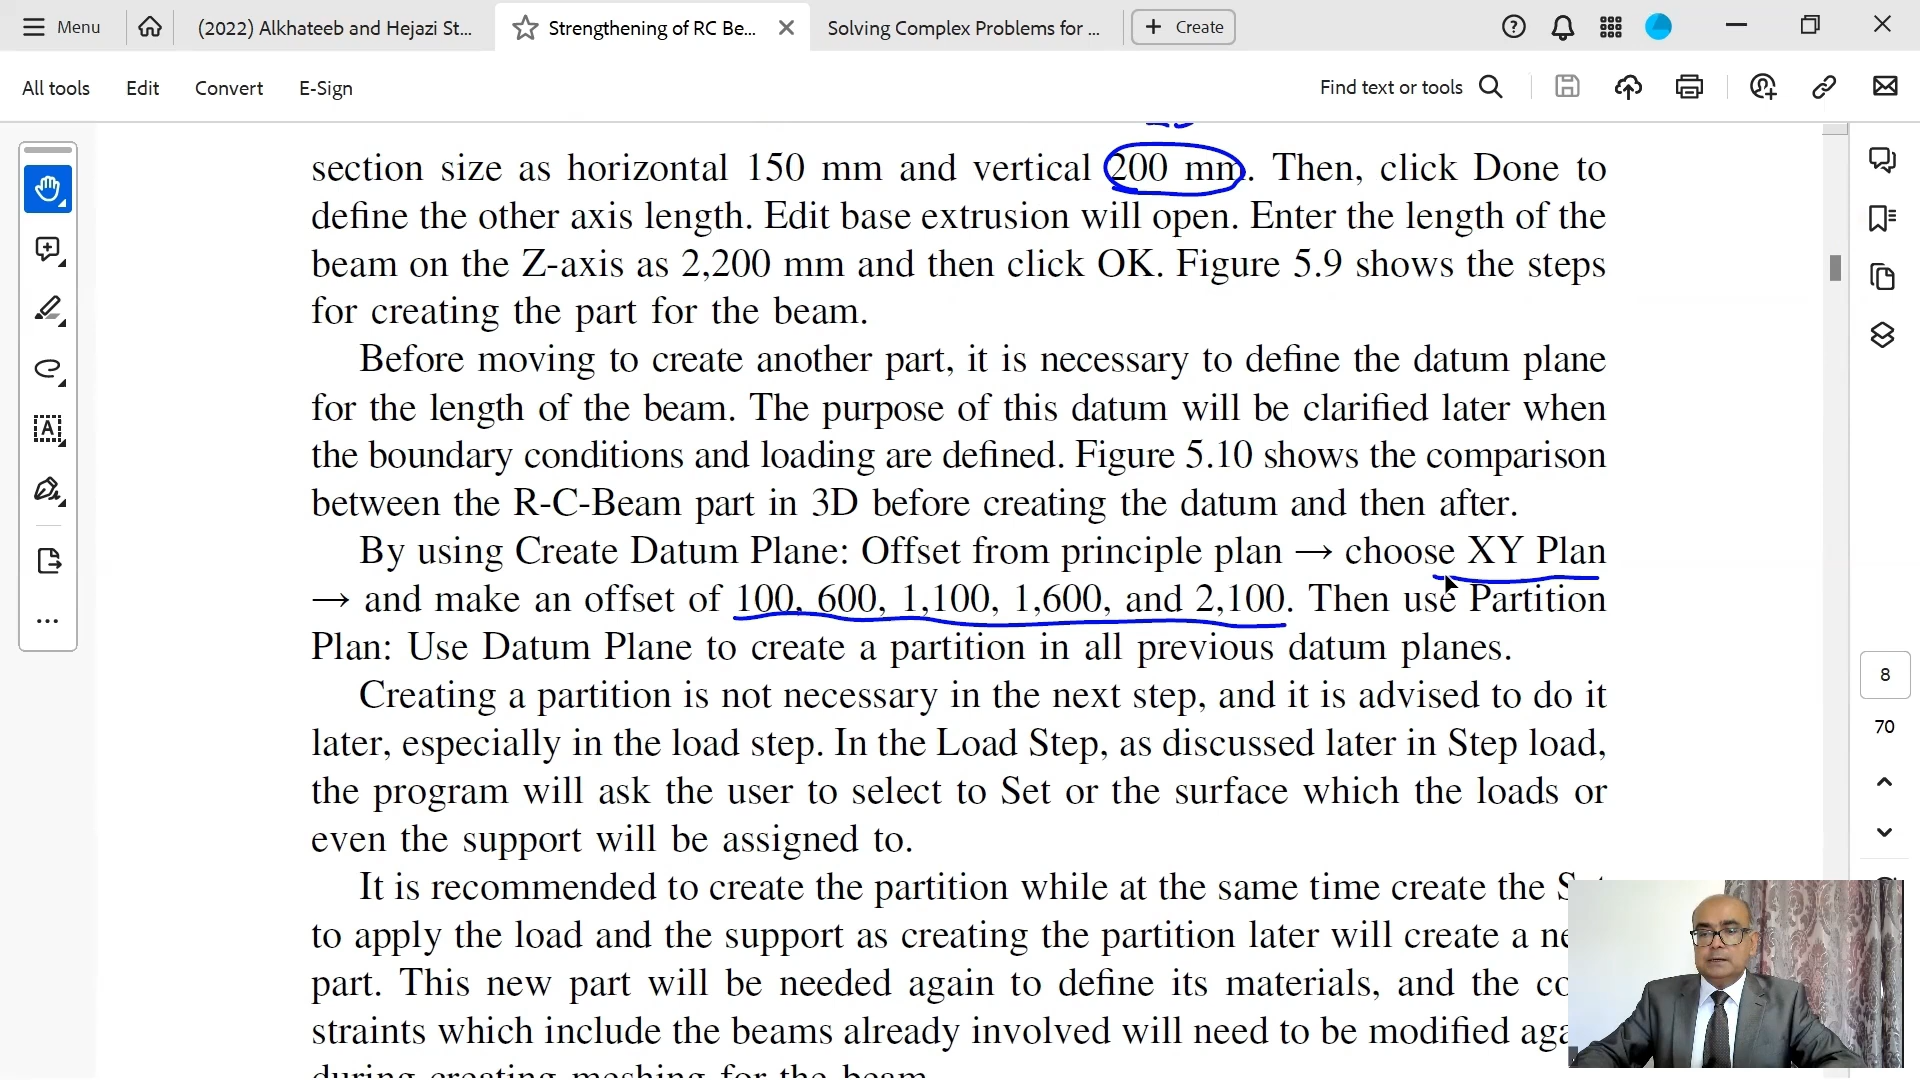 Menu
(2022) Alkhateeb and Hejazi St...
Strengthening of RC Be...
Solving Complex Problems for ...
Create
All tools
Edit
Convert
E-Sign
Find text or tools
section size as horizontal 150 mm and vertical 200 mm. Then, click Done to
define the other axis length. Edit base extrusion will open. Enter the length of the
beam on the Z-axis as 2,200 mm and then click OK. Figure 5.9 shows the steps
for creating the part for the beam.
Before moving to create another part, it is necessary to define the datum plane
for the length of the beam. The purpose of this datum will be clarified later when
the boundary conditions and loading are defined. Figure 5.10 shows the comparison
between the R-C-Beam part in 3D before creating the datum and then after.
By using Create Datum Plane: Offset from principle plan → choose XY Plan
→ and make an offset of 100, 600, 1,100, 1,600, and 2,100. Then use Partition
Plan: Use Datum Plane to create a partition in all previous datum planes.
Creating a partition is not necessary in the next step, and it is advised to do it
later, especially in the load step. In the Load Step, as discussed later in Step load,
the program will ask the user to select to Set or the surface which the loads or
even the support will be assigned to.
It is recommended to create the partition while at the same time create the
to apply the load and the support as creating the partition later will create a
part. This new part will be needed again to define its materials, and the
straints which include the beams already involved will need to be modified
during creating meshing for the beam
8
70